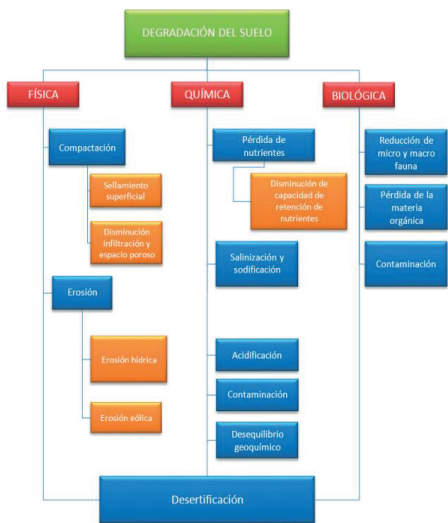 DEGRADACIÓN DEL SUELO
FÍSICA
QUÍMICA
BIOLÓGICA
Compactación
Sellamiento
superficial
Disminución
infiltración y
espacio poroso
Erosión
Erosión hídrica
Erosión eólica
Pérdida de
nutrientes
Disminución de
capacidad de
retención de
nutrientes
Salinización y
sodificación
Acidificación
Contaminación
Desequilibrio
geoquímico
Reducción de
micro y macro
fauna
Pérdida de la
materia
orgánica
Contaminación
Desertificación